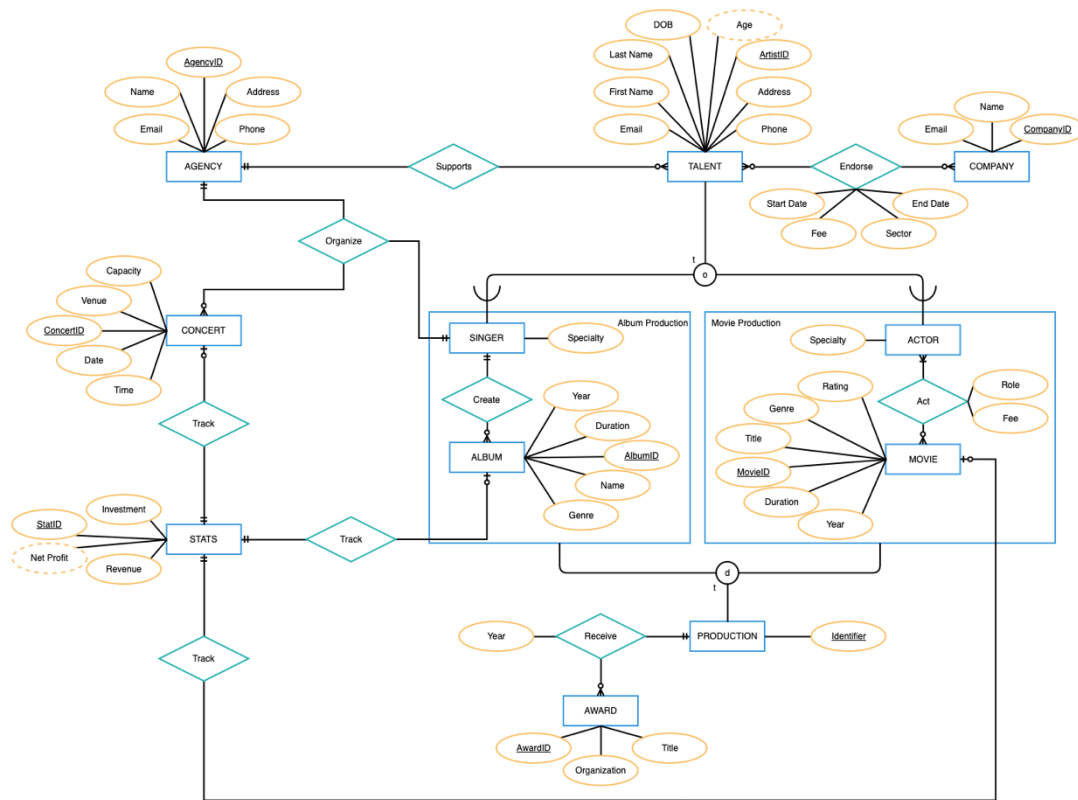 DOB
Age
AgencyID
Last Name
ArtistID
Name
Address
First Name
Address
Name
Email
Phone
Email
Phone
Email
CompanyID
AGENCY
Supports
TALENT
Endorse
COMPANY
Start Date
End Date
Fee
Sector
Organize
t
o
Capacity
Venue
ConcertID
CONCERT
Date
Time
Album Production
SINGER
Specialty
Movie Production
Specialty
ACTOR
Create
Year
Duration
ALBUM
AlbumID
Name
Genre
Rating
Genre
Title
MovieID
Duration
Year
Act
Role
Fee
MOVIE
Track
Investment
StatID
STATS
Net Profit
Revenue
Track
d
t
Year
Receive
PRODUCTION
Identifier
Track
AWARD
AwardID
Title
Organization